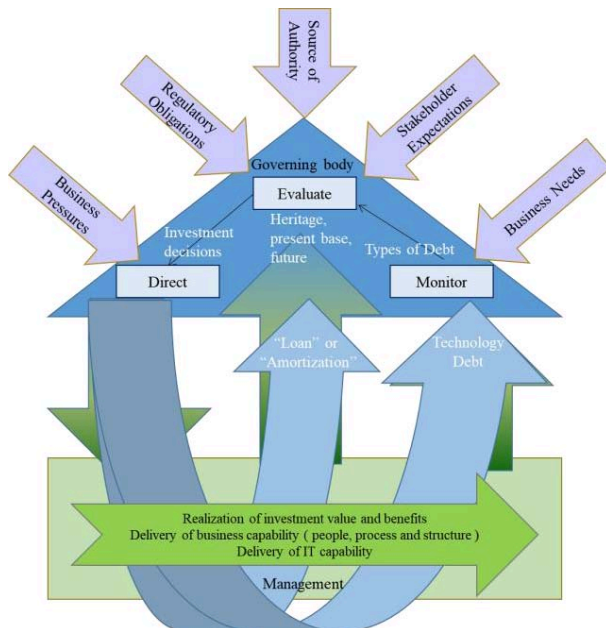 Source of
Authority
Regulatory
Obligations
Stakeholder
Expectations
Business
Pressures
Business Needs
Governing body
Evaluate
Investment
decisions
Heritage,
present base,
future
Types of Debt
Direct
Monitor
“Loan” or
“Amortization”
Technology
Debt
Realization of investment value and benefits
Delivery of business capability ( people, process and structure )
Delivery of IT capability
Management